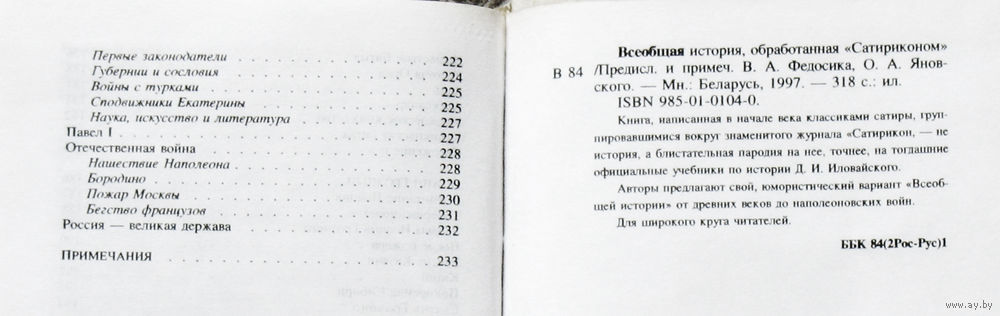 Первые законодатели . . . 222
Губернии и сословия . . . 224
Войны с турками . . . 225
Сподвижники Екатерины . . . 225
Наука, искусство и литература . . . 227
Павел I . . . 227
Отечественная война . . . 228
Нашествие Наполеона . . . 228
Бородино . . . 229
Пожар Москвы . . . 230
Бегство французов . . . 231
Россия — великая держава . . . 232
ПРИМЕЧАНИЯ . . . 233
Всеобщая история, обработанная «Сатириконом»
В 84 /Предисл. и примеч. В. А. Федосика, О. А. Янов-
ского. — Мн.: Беларусь, 1997. — 318 с.: ил.
ISBN 985-01-0104-0.
Книга, написанная в начале века классиками сатиры, груп-
пировавшимися вокруг знаменитого журнала «Сатирикон, — не
история, а блистательная пародия на нее, точнее, на тогдашние
официальные учебники по истории Д. И. Иловайского.
Авторы предлагают свой, юмористический вариант «Всеоб-
щей истории» от древних веков до наполеоновских войн.
Для широкого круга читателей.
ББК 84(2Рос-Рус)1
www.ay.by